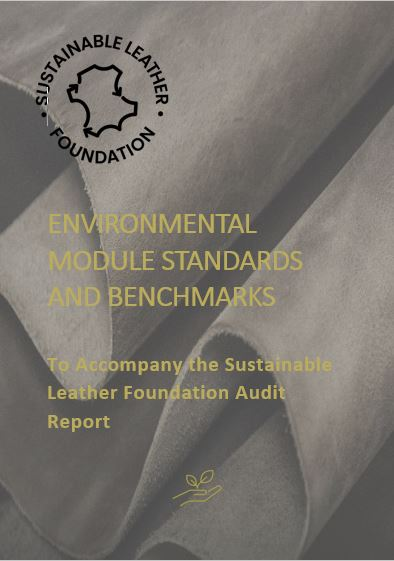 SUSTAINABLE LEATHER
FOUNDATION
ENVIRONMENTAL
MODULE STANDARDS
AND BENCHMARKS
To Accompany the Sustainable
Leather Foundation Audit
Report